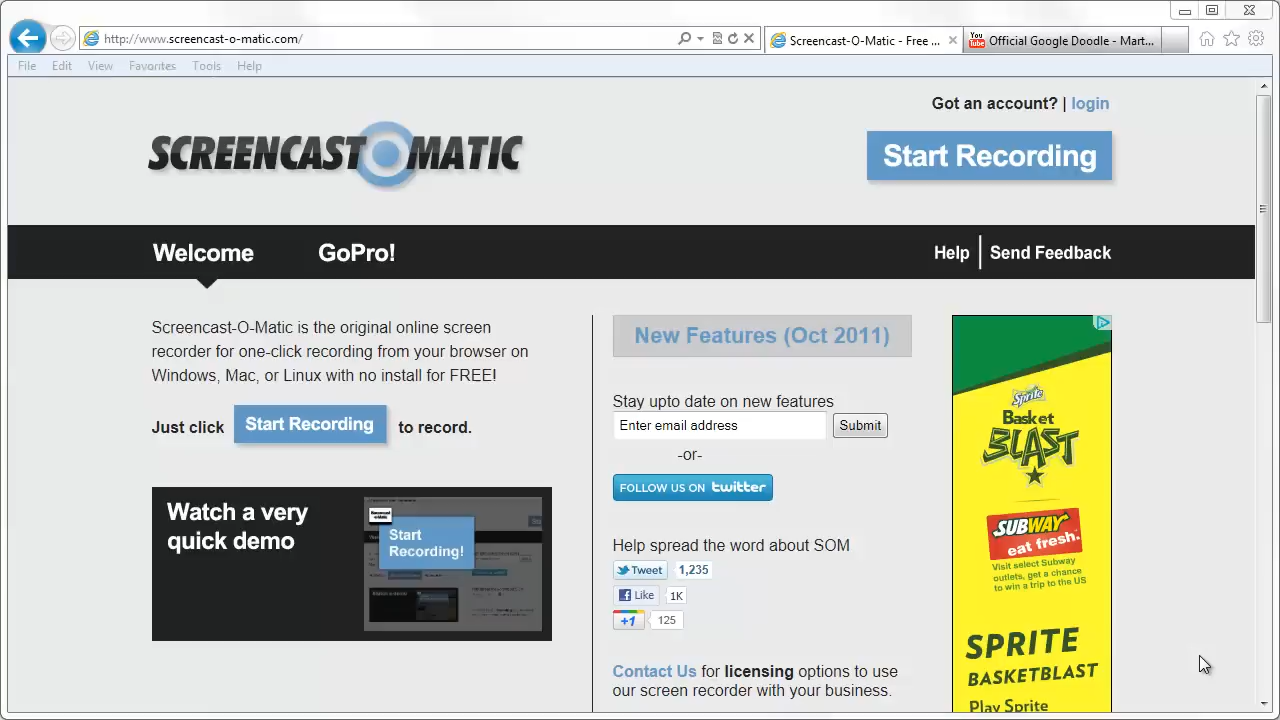 http://www.screencast-o-matic.com/
Screencast-O-Matic - Free ...
You Tube
Official Google Doodle - Mart...
File Edit View Favorites Tools Help
Got an account? | login
SCREENCAST O MATIC
Start Recording
Welcome GoPro!
Help Send Feedback
Screencast-O-Matic is the original online screen
recorder for one-click recording from your browser on
Windows, Mac, or Linux with no install for FREE!
Just click Start Recording to record.
Watch a very
quick demo
Start
Recording!
New Features (Oct 2011)
Stay upto date on new features
Enter email address Submit
-or-
FOLLOW US ON twitter
Help spread the word about SOM
Tweet 1,235
Like 1K
+1 125
Contact Us for licensing options to use
our screen recorder with your business.
Sprite
Basket
BLAST
SUBWAY
eat fresh.
Visit select Subway
outlets, get a chance
to win a trip to the US
SPRITE
BASKETBLAST
Play Sprite